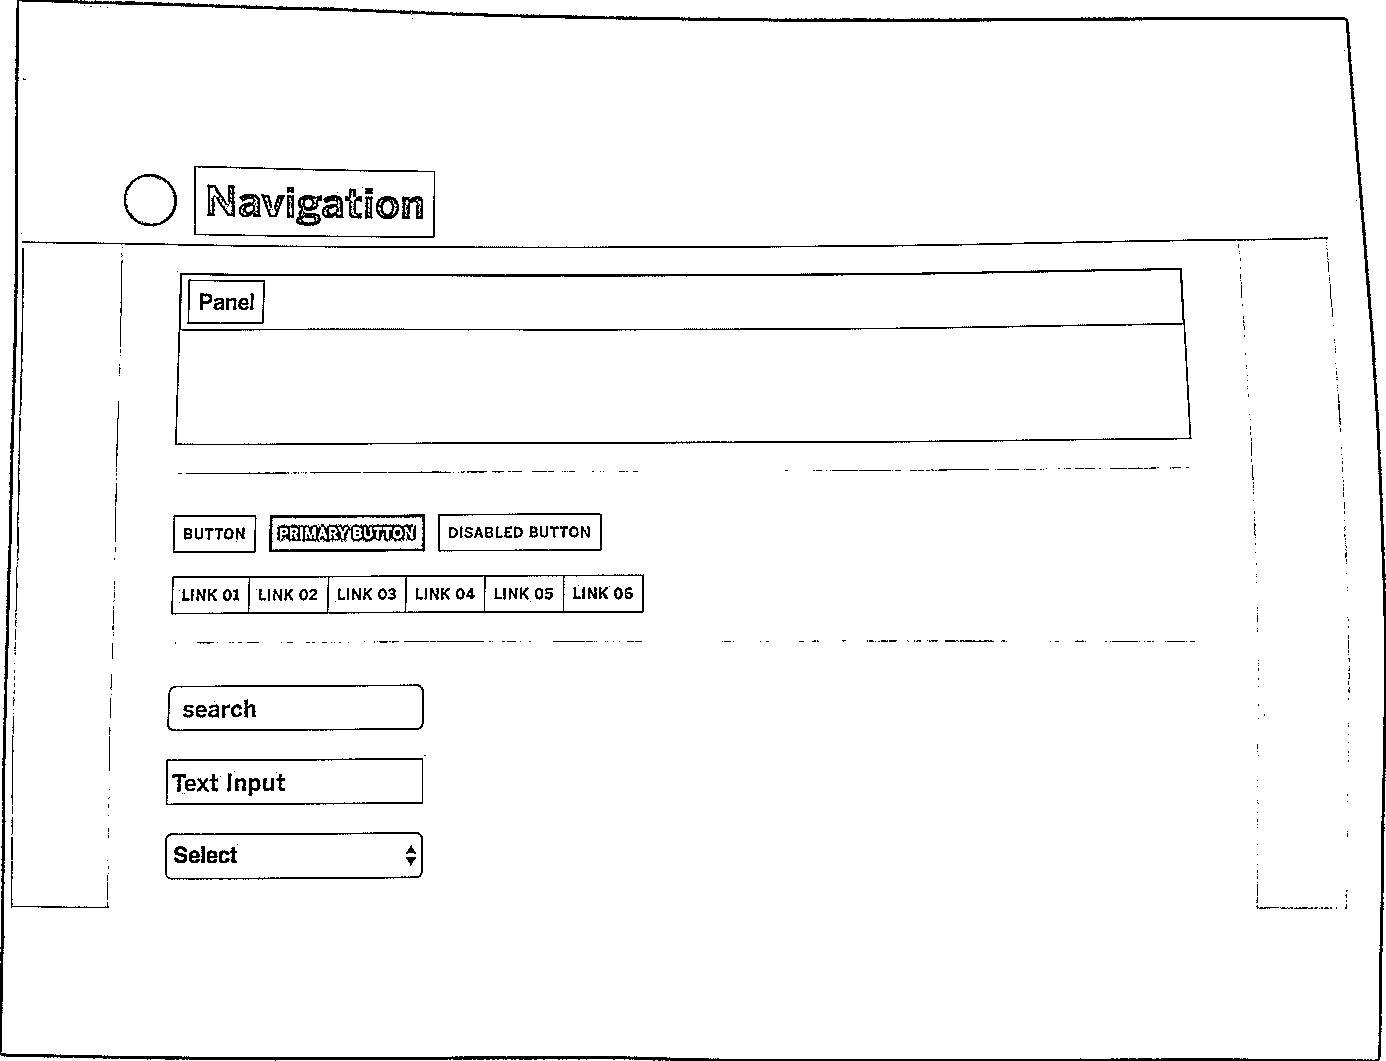 Navigation
Panel
BUTTON PRIMARY BUTTON DISABLED BUTTON
LINK 01 LINK 02 LINK 03 LINK 04 LINK 05 LINK 06
search
Text Input
Select